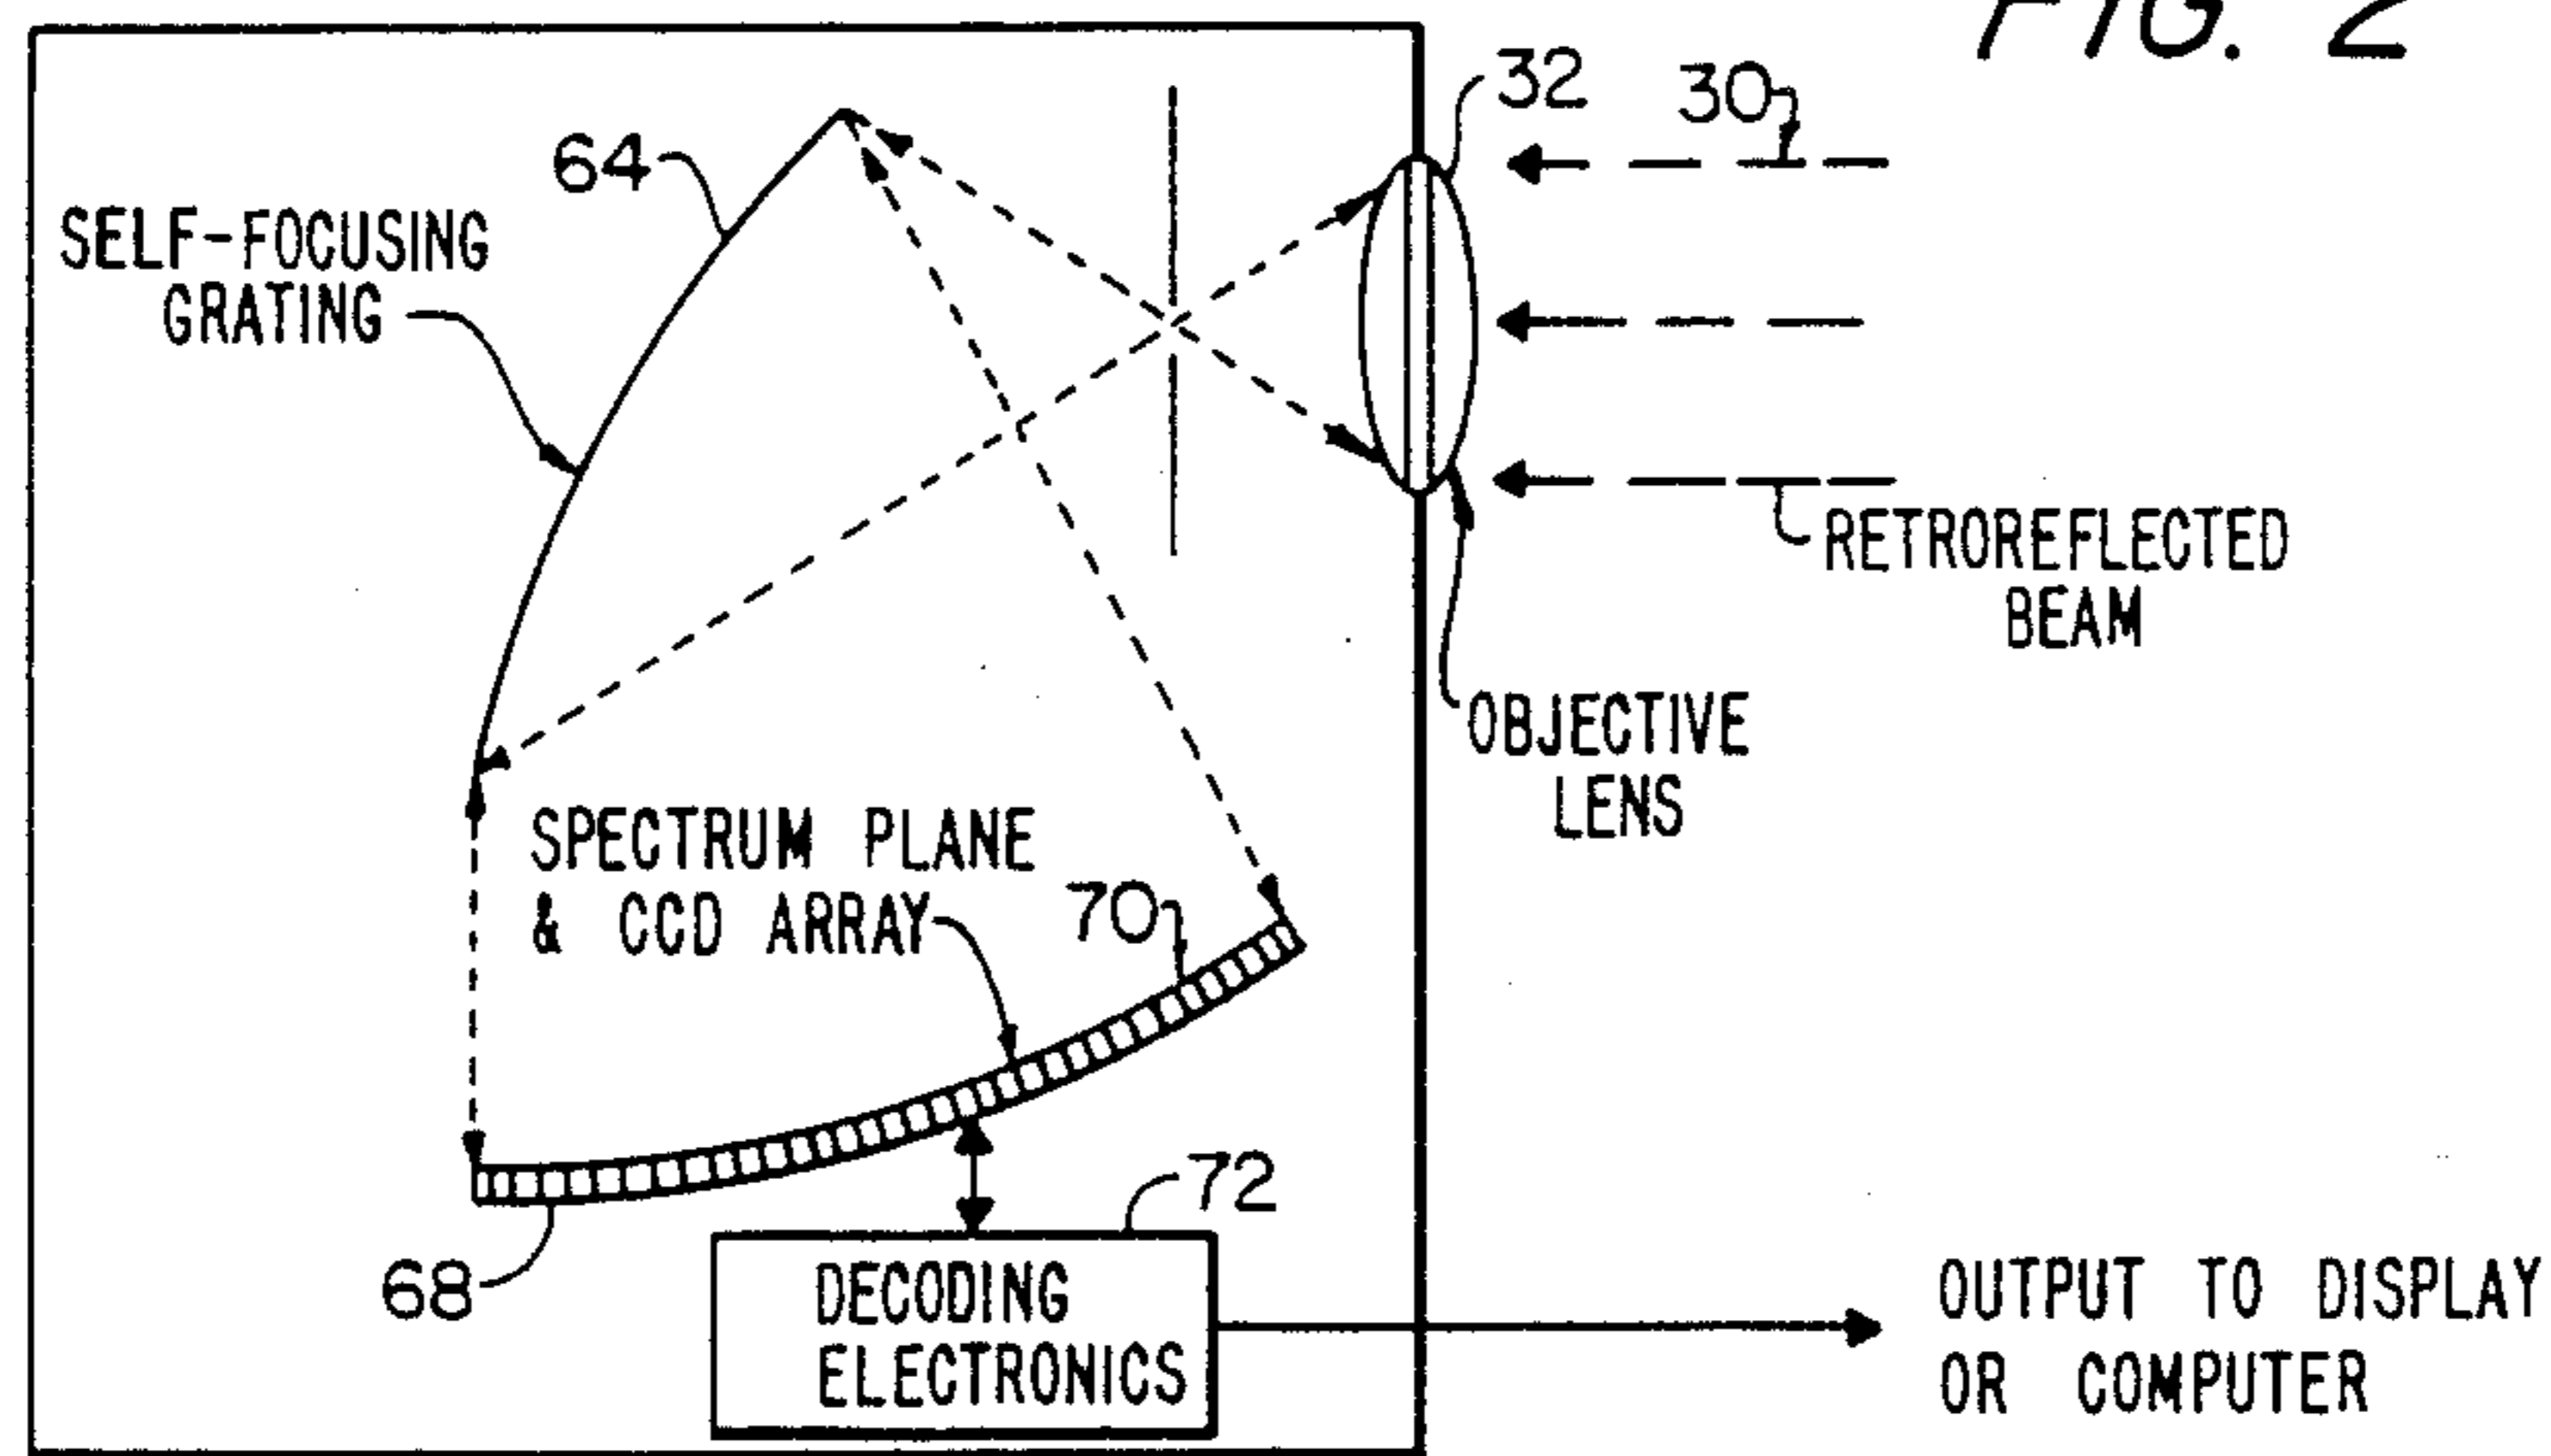 FIG. 2
32
30
64
SELF-FOCUSING
GRATING
RETROREFLECTED
BEAM
OBJECTIVE
LENS
SPECTRUM PLANE
& CCD ARRAY
70
72
68
DECODING
ELECTRONICS
OUTPUT TO DISPLAY
OR COMPUTER